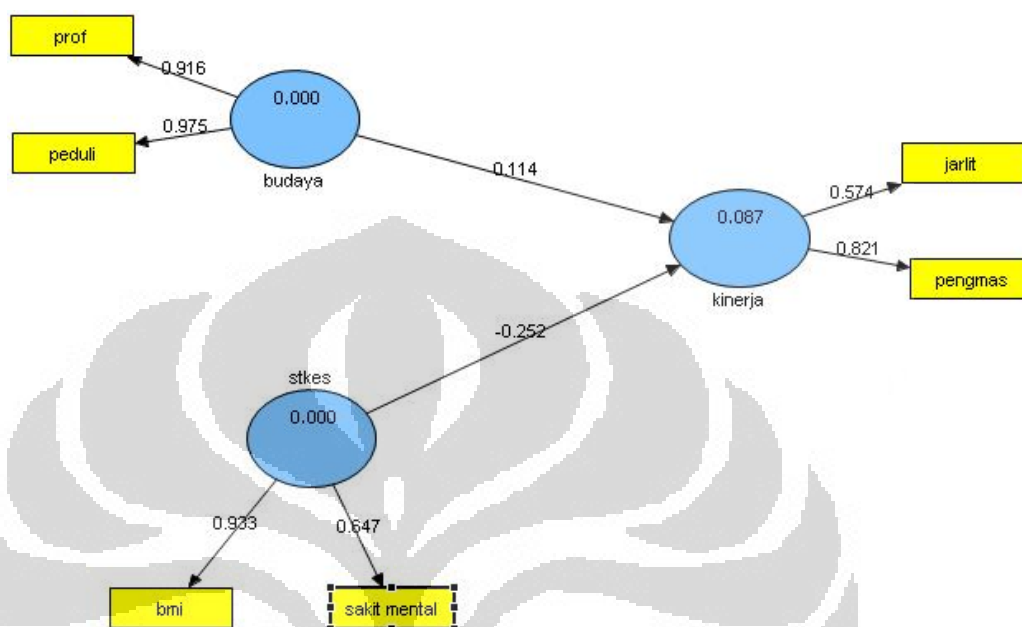 prof
0.916
0.000
0.975
peduli
budaya
0.114
jarlit
0.574
0.087
0.821
pengmas
kinerja
-0.252
stkes
0.000
0.933
0.647
bmi
sakit mental